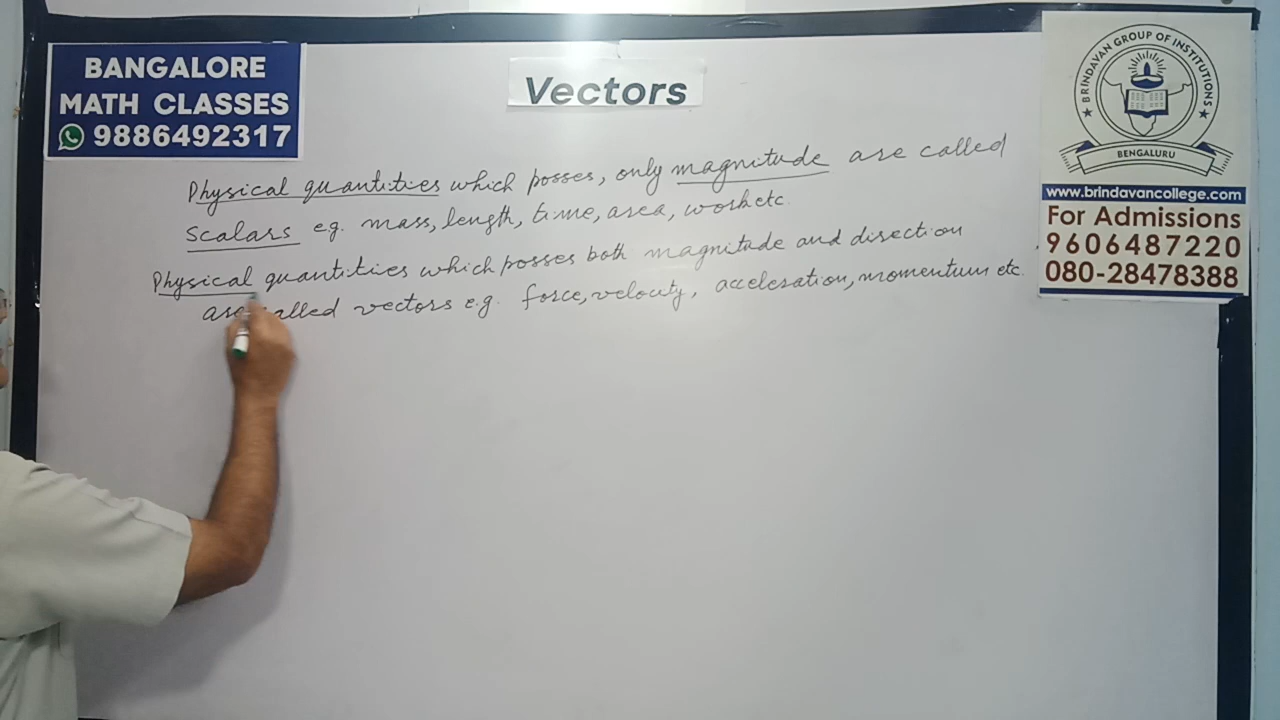 BANGALORE
MATH CLASSES
9886492317
Vectors
BRINDAVAN GROUP OF INSTITUTIONS
BENGALURU
www.brindavancollege.com
For Admissions
9606487220
080-28478388
Physical quantities which posses, only magnitude are called
scalars eg. mass, length, time, area, work etc.
Physical quantities which posses both magnitude and direction
are called vectors e.g. force, velocity, acceleration, momentum etc.